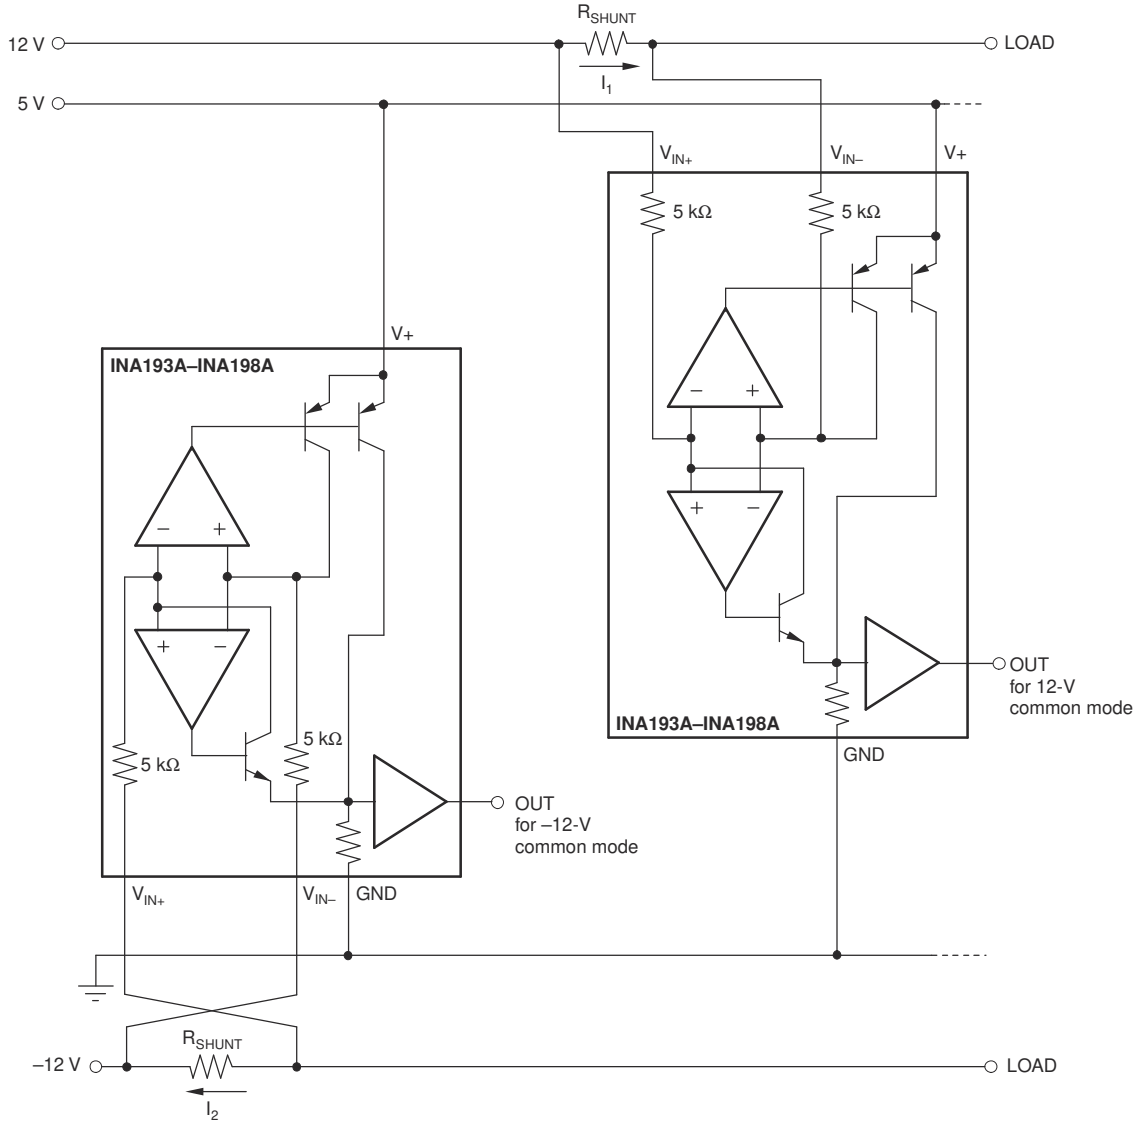 R_SHUNT
12 V
LOAD
I_1
5 V
V_IN+
V_IN–
V+
5 kΩ
5 kΩ
V+
INA193A–INA198A
– +
– +
+ –
+ –
OUT
for 12-V
common mode
INA193A–INA198A
GND
5 kΩ
5 kΩ
OUT
for –12-V
common mode
V_IN+
V_IN–
GND
R_SHUNT
–12 V
LOAD
I_2